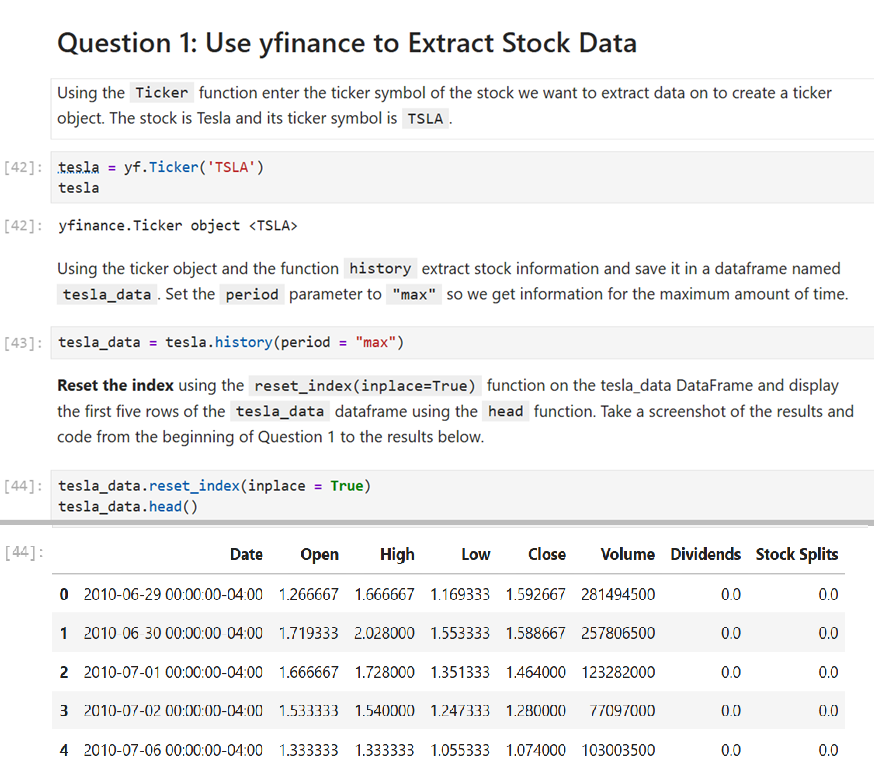 Question 1: Use yfinance to Extract Stock Data
Using the Ticker function enter the ticker symbol of the stock we want to extract data on to create a ticker
object. The stock is Tesla and its ticker symbol is TSLA.
[42]: tesla = yf.Ticker('TSLA')
tesla
[42]: yfinance.Ticker object <TSLA>
Using the ticker object and the function history extract stock information and save it in a dataframe named
tesla_data. Set the period parameter to "max" so we get information for the maximum amount of time.
[43]: tesla_data = tesla.history(period = "max")
Reset the index using the reset_index(inplace=True) function on the tesla_data DataFrame and display
the first five rows of the tesla_data dataframe using the head function. Take a screenshot of the results and
code from the beginning of Question 1 to the results below.
[44]: tesla_data.reset_index(inplace = True)
tesla_data.head()
[44]: Date Open High Low Close Volume Dividends Stock Splits
0 2010-06-29 00:00:00-04:00 1.266667 1.666667 1.169333 1.592667 281494500 0.0 0.0
1 2010-06-30 00:00:00-04:00 1.719333 2.028000 1.553333 1.588667 257806500 0.0 0.0
2 2010-07-01 00:00:00-04:00 1.666667 1.728000 1.351333 1.464000 123282000 0.0 0.0
3 2010-07-02 00:00:00-04:00 1.533333 1.540000 1.247333 1.280000 77097000 0.0 0.0
4 2010-07-06 00:00:00-04:00 1.333333 1.333333 1.055333 1.074000 103003500 0.0 0.0